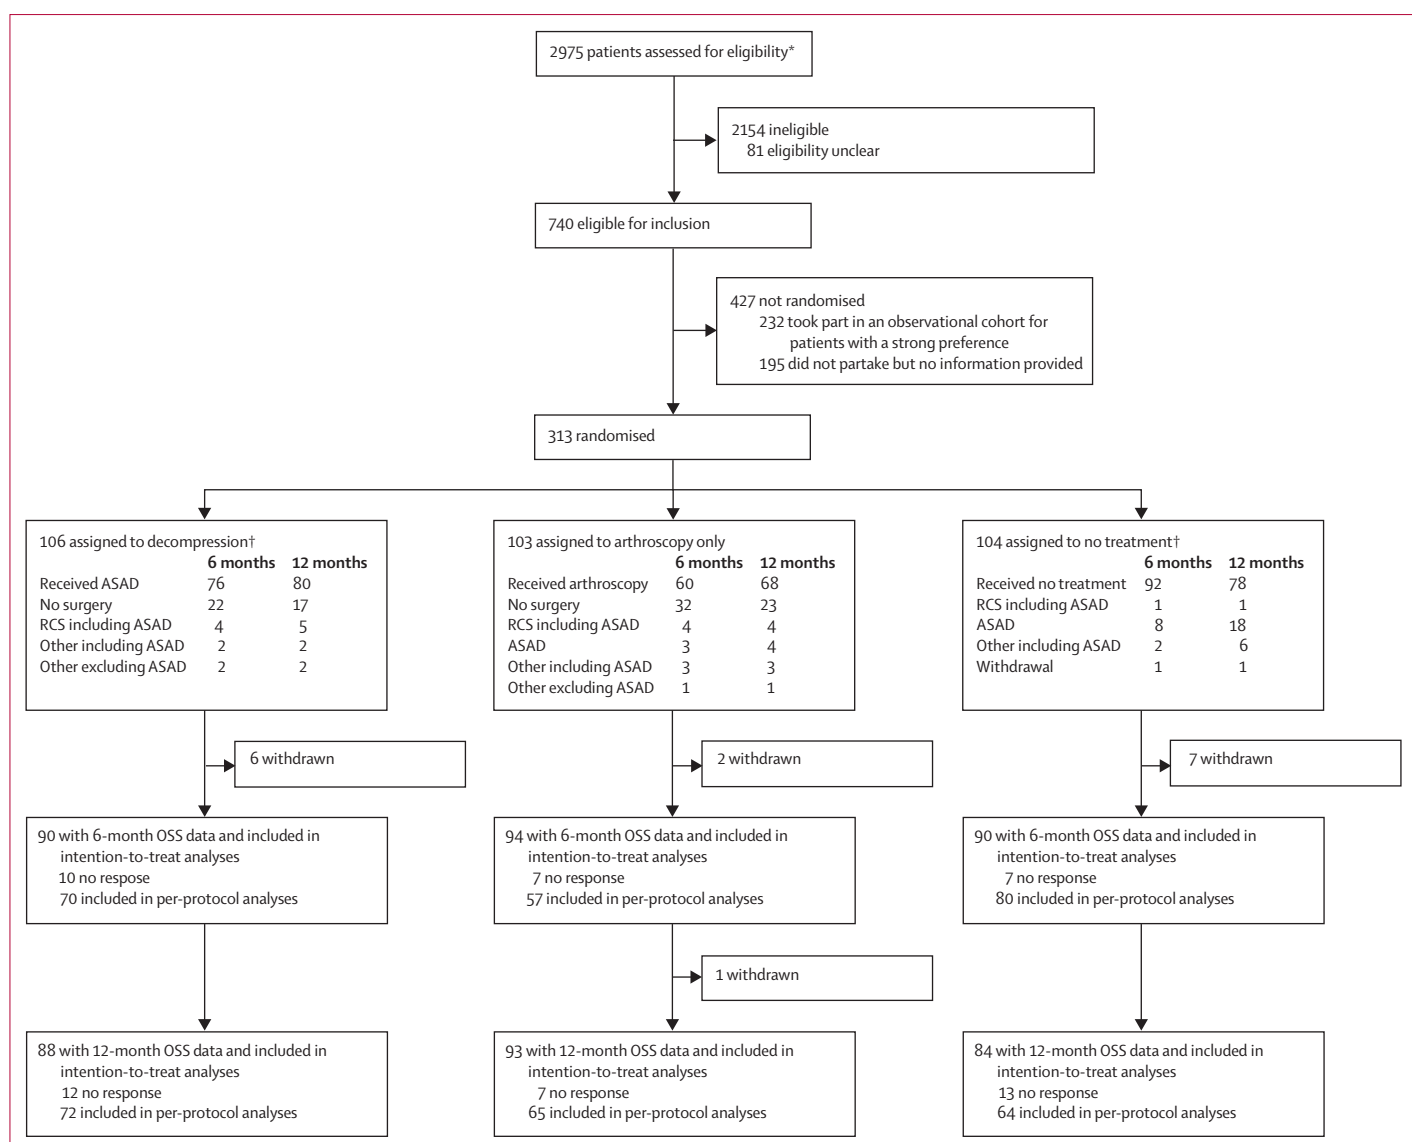 2975 patients assessed for eligibility*
2154 ineligible
81 eligibility unclear
740 eligible for inclusion
427 not randomised
232 took part in an observational cohort for
patients with a strong preference
195 did not partake but no information provided
313 randomised
106 assigned to decompression†
6 months 12 months
Received ASAD 76 80
No surgery 22 17
RCS including ASAD 4 5
Other including ASAD 2 2
Other excluding ASAD 2 2
103 assigned to arthroscopy only
6 months 12 months
Received arthroscopy 60 68
No surgery 32 23
RCS including ASAD 4 4
ASAD 3 4
Other including ASAD 3 3
Other excluding ASAD 1 1
104 assigned to no treatment†
6 months 12 months
Received no treatment 92 78
RCS including ASAD 1 1
ASAD 8 18
Other including ASAD 2 6
Withdrawal 1 1
6 withdrawn
2 withdrawn
7 withdrawn
90 with 6-month OSS data and included in
intention-to-treat analyses
10 no respose
70 included in per-protocol analyses
94 with 6-month OSS data and included in
intention-to-treat analyses
7 no response
57 included in per-protocol analyses
90 with 6-month OSS data and included in
intention-to-treat analyses
7 no response
80 included in per-protocol analyses
1 withdrawn
88 with 12-month OSS data and included in
intention-to-treat analyses
12 no response
72 included in per-protocol analyses
93 with 12-month OSS data and included in
intention-to-treat analyses
7 no response
65 included in per-protocol analyses
84 with 12-month OSS data and included in
intention-to-treat analyses
13 no response
64 included in per-protocol analyses